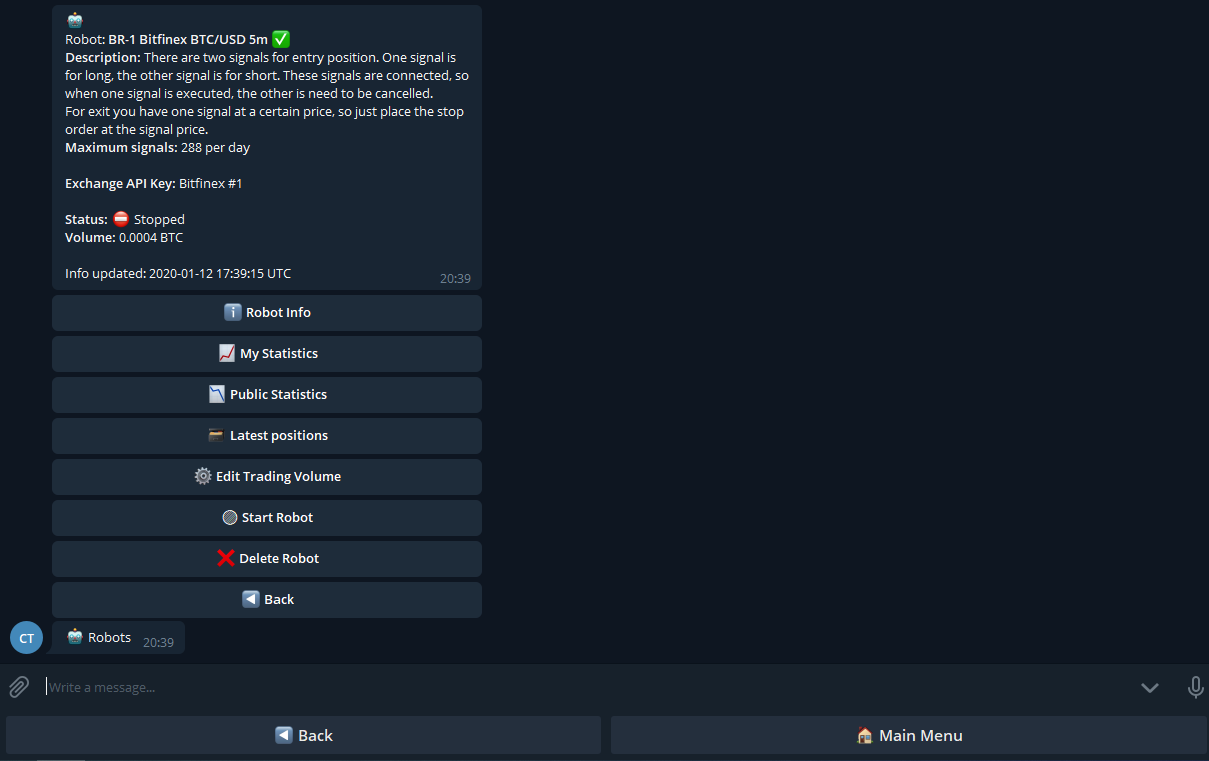 Robot: BR-1 Bitfinex BTC/USD 5m
Description: There are two signals for entry position. One signal is
for long, the other signal is for short. These signals are connected, so
when one signal is executed, the other is need to be cancelled.
For exit you have one signal at a certain price, so just place the stop
order at the signal price.
Maximum signals: 288 per day
Exchange API Key: Bitfinex #1
Status: Stopped
Volume: 0.0004 BTC
Info updated: 2020-01-12 17:39:15 UTC
20:39
Robot Info
My Statistics
Public Statistics
Latest positions
Edit Trading Volume
Start Robot
Delete Robot
Back
CT
Robots 20:39
Write a message...
Back
Main Menu